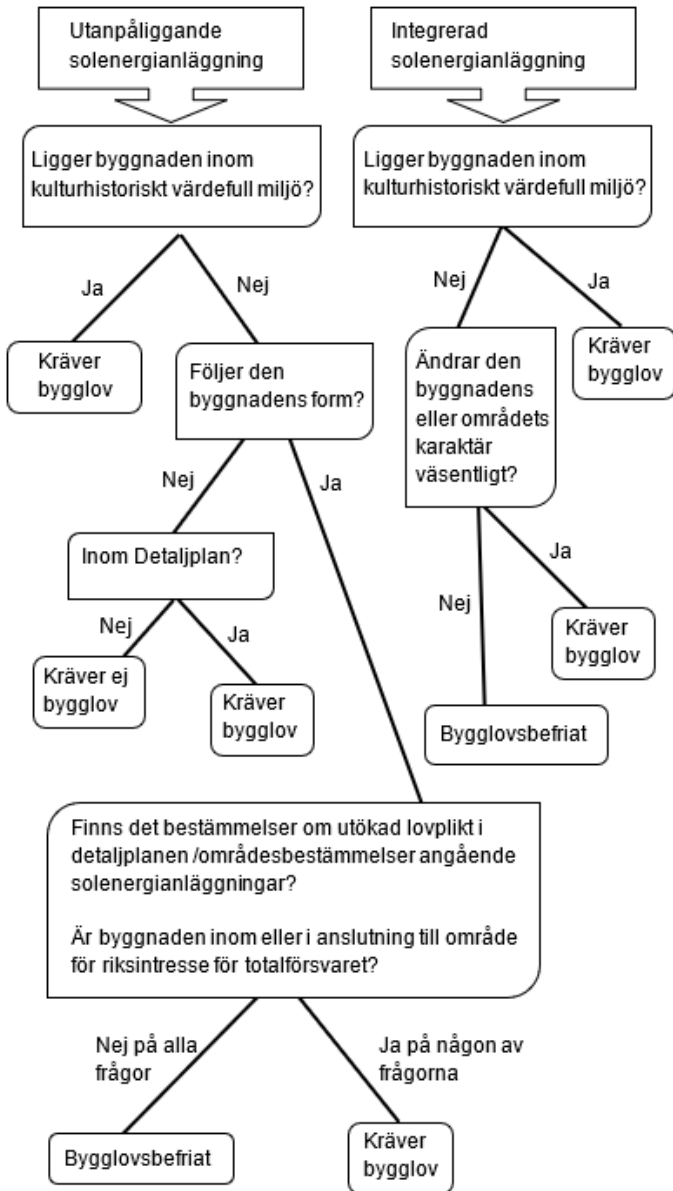 Utanpåliggande
solenergianläggning
Integrerad
solenergianläggning
Ligger byggnaden inom
kulturhistoriskt värdefull miljö?
Ligger byggnaden inom
kulturhistoriskt värdefull miljö?
Ja
Nej
Nej
Ja
Kräver
bygglov
Följer den
byggnadens form?
Ändrar den
byggnadens
eller områdets
karaktär
väsentligt?
Kräver
bygglov
Nej
Ja
Inom Detaljplan?
Nej
Ja
Nej
Ja
Kräver ej
bygglov
Kräver
bygglov
Kräver
bygglov
Bygglovsbefriat
Finns det bestämmelser om utökad lovplikt i
detaljplanen /områdesbestämmelser angående
solenergianläggningar?
Är byggnaden inom eller i anslutning till område
för riksintresse för totalförsvaret?
Nej på alla
frågor
Ja på någon av
frågorna
Bygglovsbefriat
Kräver
bygglov